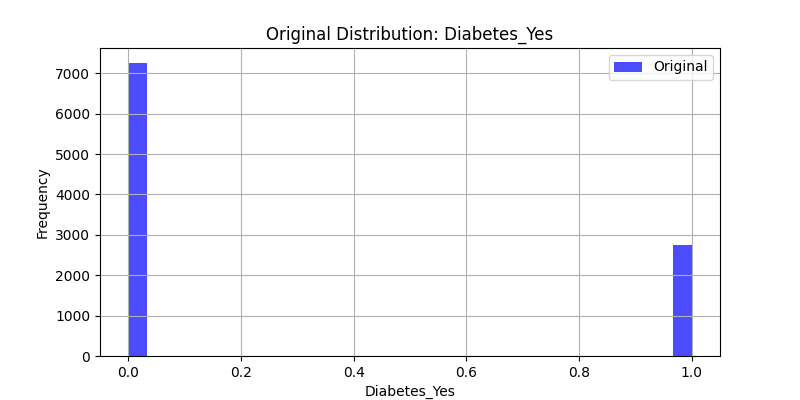 Original Distribution: Diabetes_Yes
Original
7000
6000
5000
4000
3000
2000
1000
0
Frequency
0.0 0.2 0.4 0.6 0.8 1.0
Diabetes_Yes